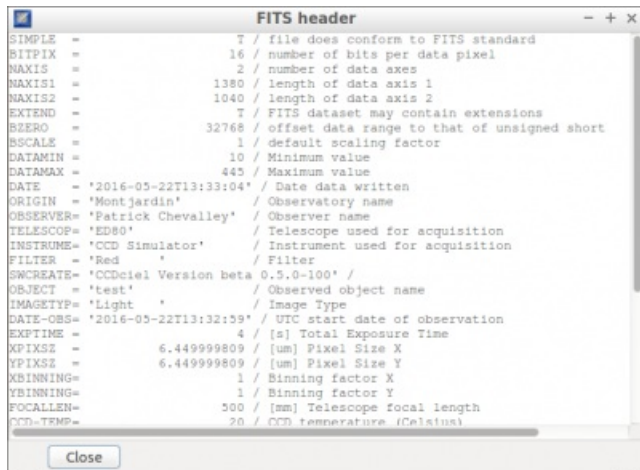 FITS header
SIMPLE  =                    T / file does conform to FITS standard
BITPIX  =                   16 / number of bits per data pixel
NAXIS   =                    2 / number of data axes
NAXIS1  =                 1380 / length of data axis 1
NAXIS2  =                 1040 / length of data axis 2
EXTEND  =                    T / FITS dataset may contain extensions
BZERO   =                32768 / offset data range to that of unsigned short
BSCALE  =                    1 / default scaling factor
DATAMIN =                   10 / Minimum value
DATAMAX =                  445 / Maximum value
DATE    = '2016-05-22T13:33:04' / Date data written
ORIGIN  = 'Montjardin'         / Observatory name
OBSERVER= 'Patrick Chevalley'  / Observer name
TELESCOP= 'ED80'               / Telescope used for acquisition
INSTRUME= 'CCD Simulator'      / Instrument used for acquisition
FILTER  = 'Red     '           / Filter
SWCREATE= 'CCDciel Version beta 0.5.0-100' /
OBJECT  = 'test'               / Observed object name
IMAGETYP= 'Light   '           / Image Type
DATE-OBS= '2016-05-22T13:32:59' / UTC start date of observation
EXPTIME =                    4 / [s] Total Exposure Time
XPIXSZ  =          6.449999809 / [um] Pixel Size X
YPIXSZ  =          6.449999809 / [um] Pixel Size Y
XBINNING=                    1 / Binning factor X
YBINNING=                    1 / Binning factor Y
FOCALLEN=                  500 / [mm] Telescope focal length
CCD-TEMP=                   20 / CCD temperature (Celsius)
Close